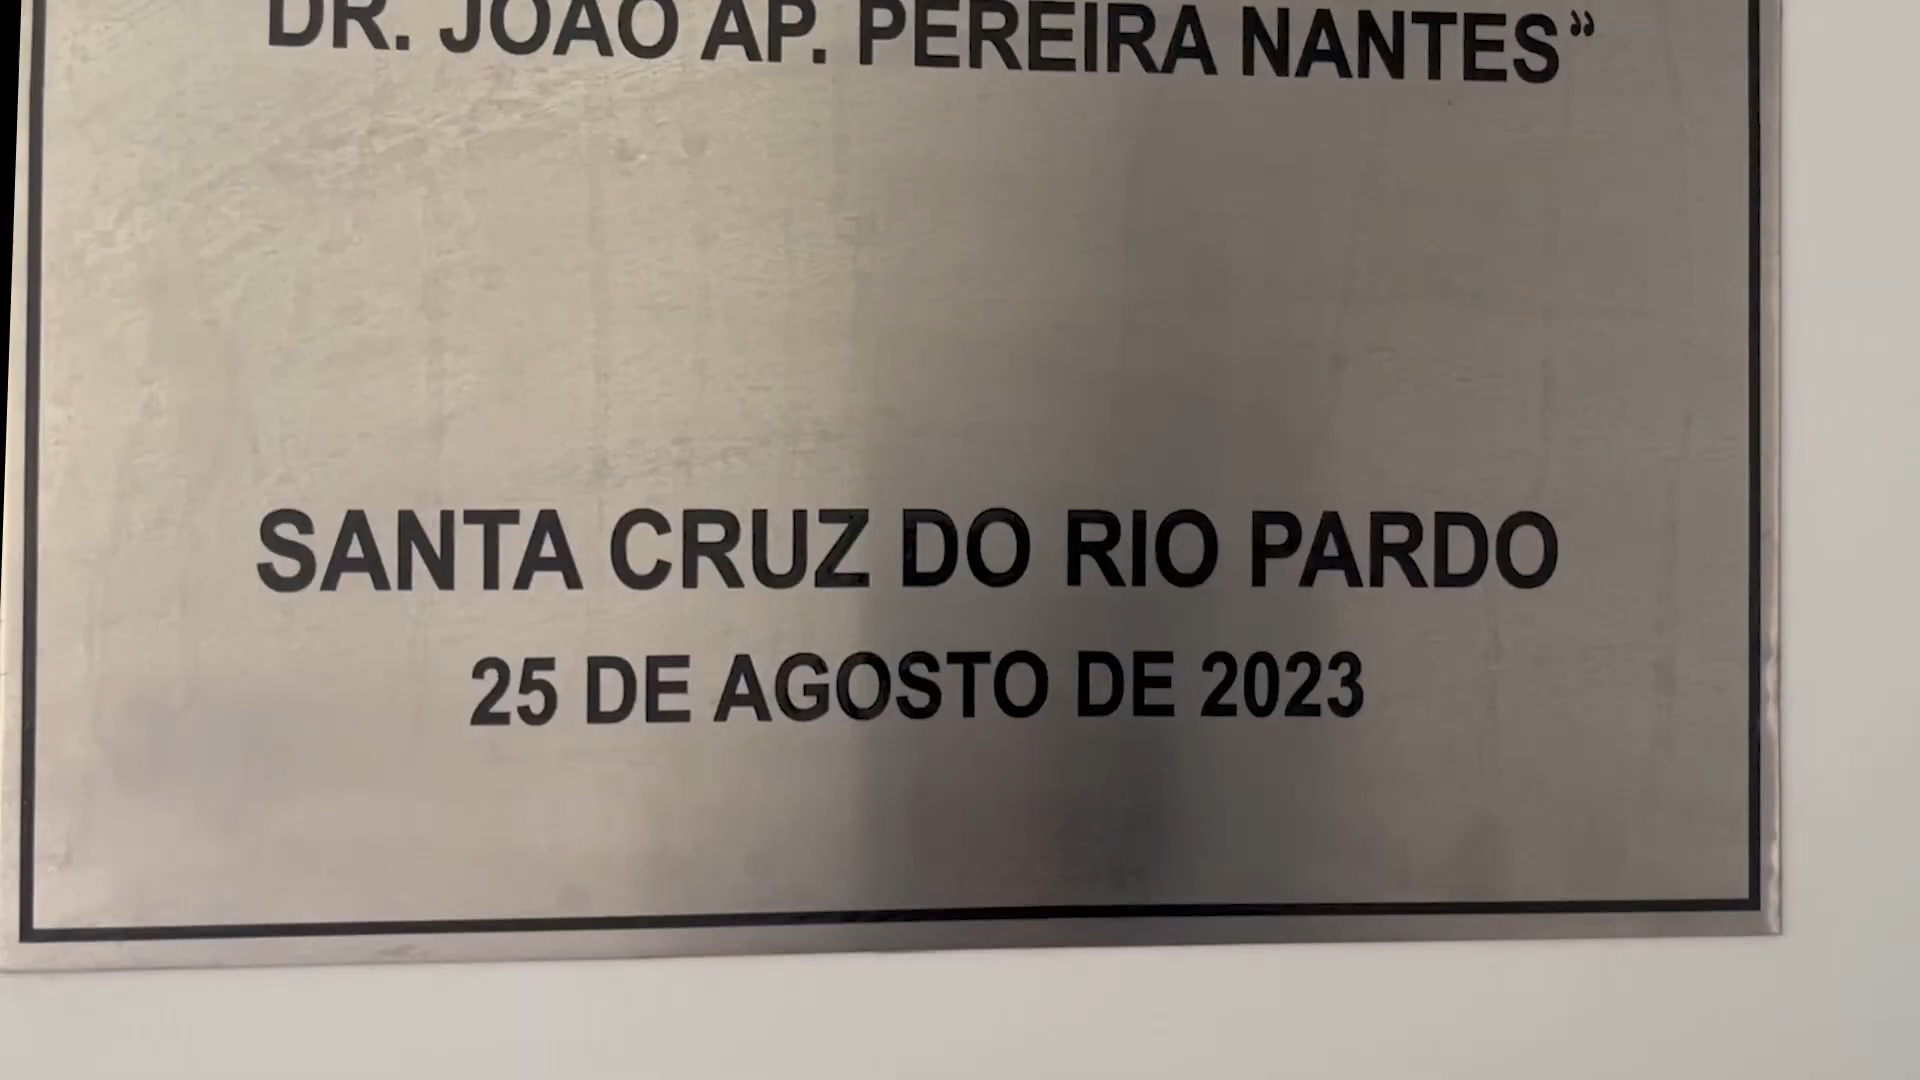 DR. JOÃO AP. PEREIRA NANTES”
SANTA CRUZ DO RIO PARDO
25 DE AGOSTO DE 2023